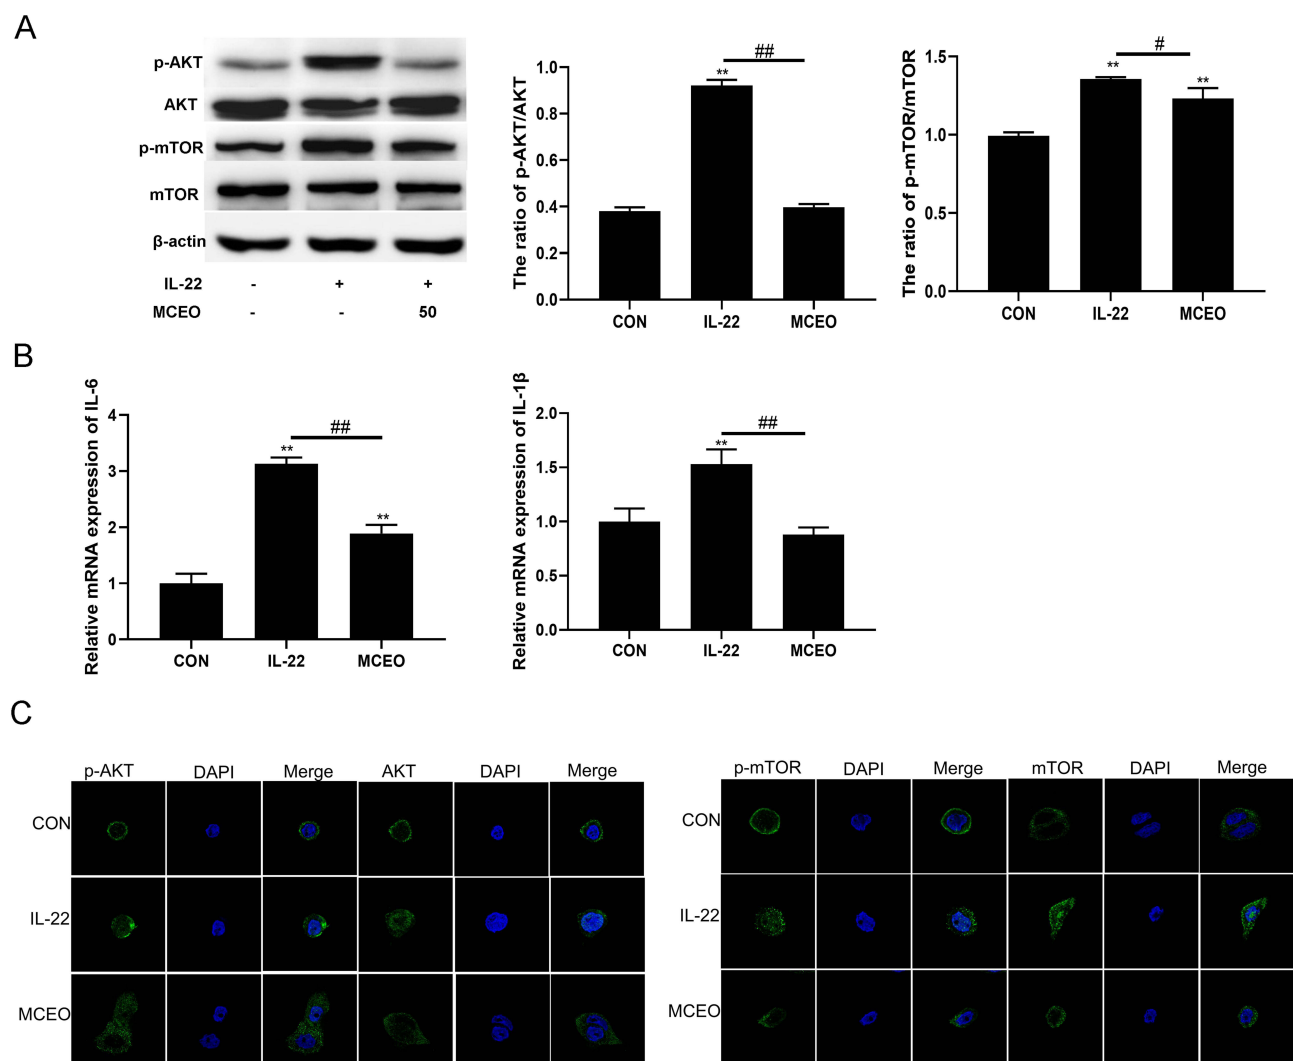 A
p-AKT
AKT
p-mTOR
mTOR
β-actin
IL-22 - + +
MCEO - - 50
The ratio of p-AKT/AKT
1.0
0.8
0.6
0.4
0.2
0.0
##
**
CON IL-22 MCEO
The ratio of p-mTOR/mTOR
1.5
1.0
0.5
0.0
#
** **
CON IL-22 MCEO
B
Relative mRNA expression of IL-6
4
3
2
1
0
##
**
**
CON IL-22 MCEO
Relative mRNA expression of IL-1β
2.0
1.5
1.0
0.5
0.0
##
**
CON IL-22 MCEO
C
p-AKT DAPI Merge AKT DAPI Merge
CON
IL-22
MCEO
p-mTOR DAPI Merge mTOR DAPI Merge
CON
IL-22
MCEO